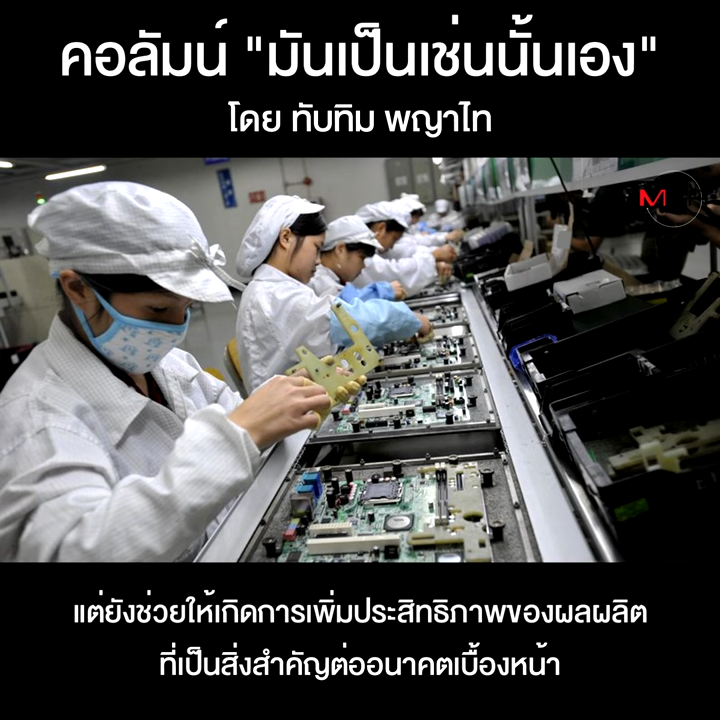 คอลัมน์ "มันเป็นเช่นนั้นเอง"
โดย ทับทิม พญาไท
M
แต่ยังช่วยให้เกิดการเพิ่มประสิทธิภาพของผลผลิต
ที่เป็นสิ่งสำคัญต่ออนาคตเบื้องหน้า